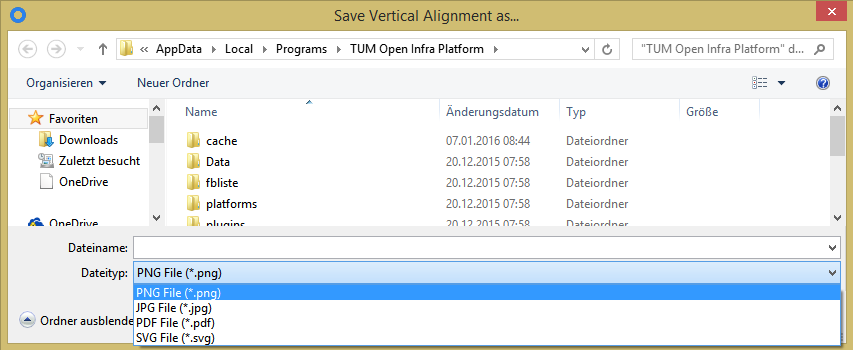 Save Vertical Alignment as...
« AppData Local Programs TUM Open Infra Platform "TUM Open Infra Platform" d...
Organisieren Neuer Ordner
Favoriten Name Änderungsdatum Typ Größe
Downloads cache 07.01.2016 08:44 Dateiordner
Zuletzt besucht Data 20.12.2015 07:58 Dateiordner
OneDrive fbliste 20.12.2015 07:58 Dateiordner
platforms 20.12.2015 07:58 Dateiordner
OneDrive plugins 20.12.2015 07:58 Dateiordner
Dateiname:
Dateityp: PNG File (*.png)
PNG File (*.png)
JPG File (*.jpg)
Ordner ausblende PDF File (*.pdf)
SVG File (*.svg)